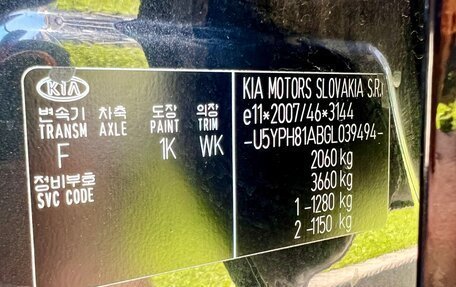 KIA
변속기 차축 도장 의장
TRANSM AXLE PAINT TRIM
F 1K WK
정비부호
SVC CODE
KIA MOTORS SLOVAKIA S.R.
e11*2007/46*3144
-U5YPH81ABGL039494-
2060 kg
3660 kg
1 -1280 kg
2 -1150 kg